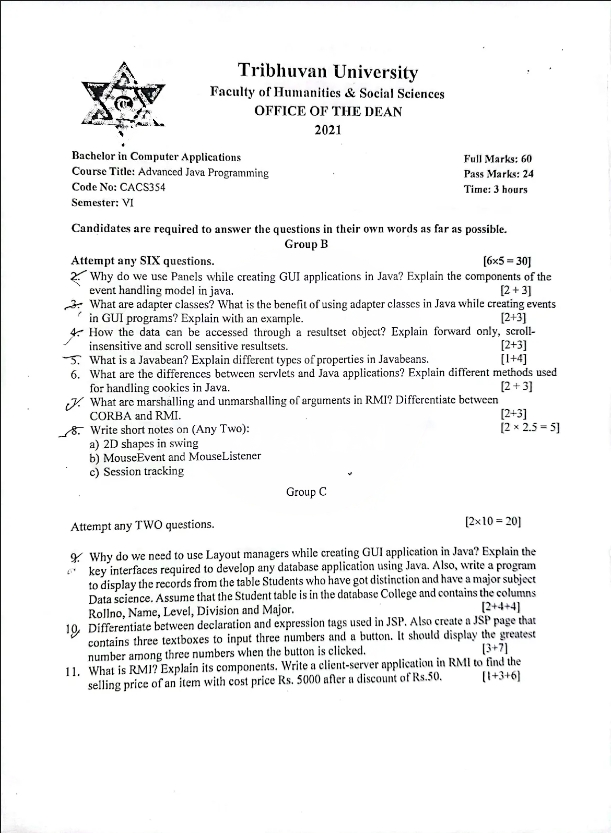 Tribhuvan University
Faculty of Humanities & Social Sciences
OFFICE OF THE DEAN
2021
Bachelor in Computer Applications
Full Marks: 60
Course Title: Advanced Java Programming
Pass Marks: 24
Code No: CACS354
Time: 3 hours
Semester: VI
Candidates are required to answer the questions in their own words as far as possible.
Group B
Attempt any SIX questions. [6×5 = 30]
2. Why do we use Panels while creating GUI applications in Java? Explain the components of the
event handling model in java. [2 + 3]
3. What are adapter classes? What is the benefit of using adapter classes in Java while creating events
in GUI programs? Explain with an example. [2+3]
4. How the data can be accessed through a resultset object? Explain forward only, scroll-
insensitive and scroll sensitive resultsets. [2+3]
5. What is a Javabean? Explain different types of properties in Javabeans. [1+4]
6. What are the differences between servlets and Java applications? Explain different methods used
for handling cookies in Java. [2 + 3]
7. What are marshalling and unmarshalling of arguments in RMI? Differentiate between
CORBA and RMI. [2+3]
8. Write short notes on (Any Two): [2 × 2.5 = 5]
a) 2D shapes in swing
b) MouseEvent and MouseListener
c) Session tracking
Group C
Attempt any TWO questions. [2×10 = 20]
9. Why do we need to use Layout managers while creating GUI application in Java? Explain the
key interfaces required to develop any database application using Java. Also, write a program
to display the records from the table Students who have got distinction and have a major subject
Data science. Assume that the Student table is in the database College and contains the columns
Rollno, Name, Level, Division and Major. [2+4+4]
10. Differentiate between declaration and expression tags used in JSP. Also create a JSP page that
contains three textboxes to input three numbers and a button. It should display the greatest
number among three numbers when the button is clicked. [3+7]
11. What is RMI? Explain its components. Write a client-server application in RMI to find the
selling price of an item with cost price Rs. 5000 after a discount of Rs.50. [1+3+6]